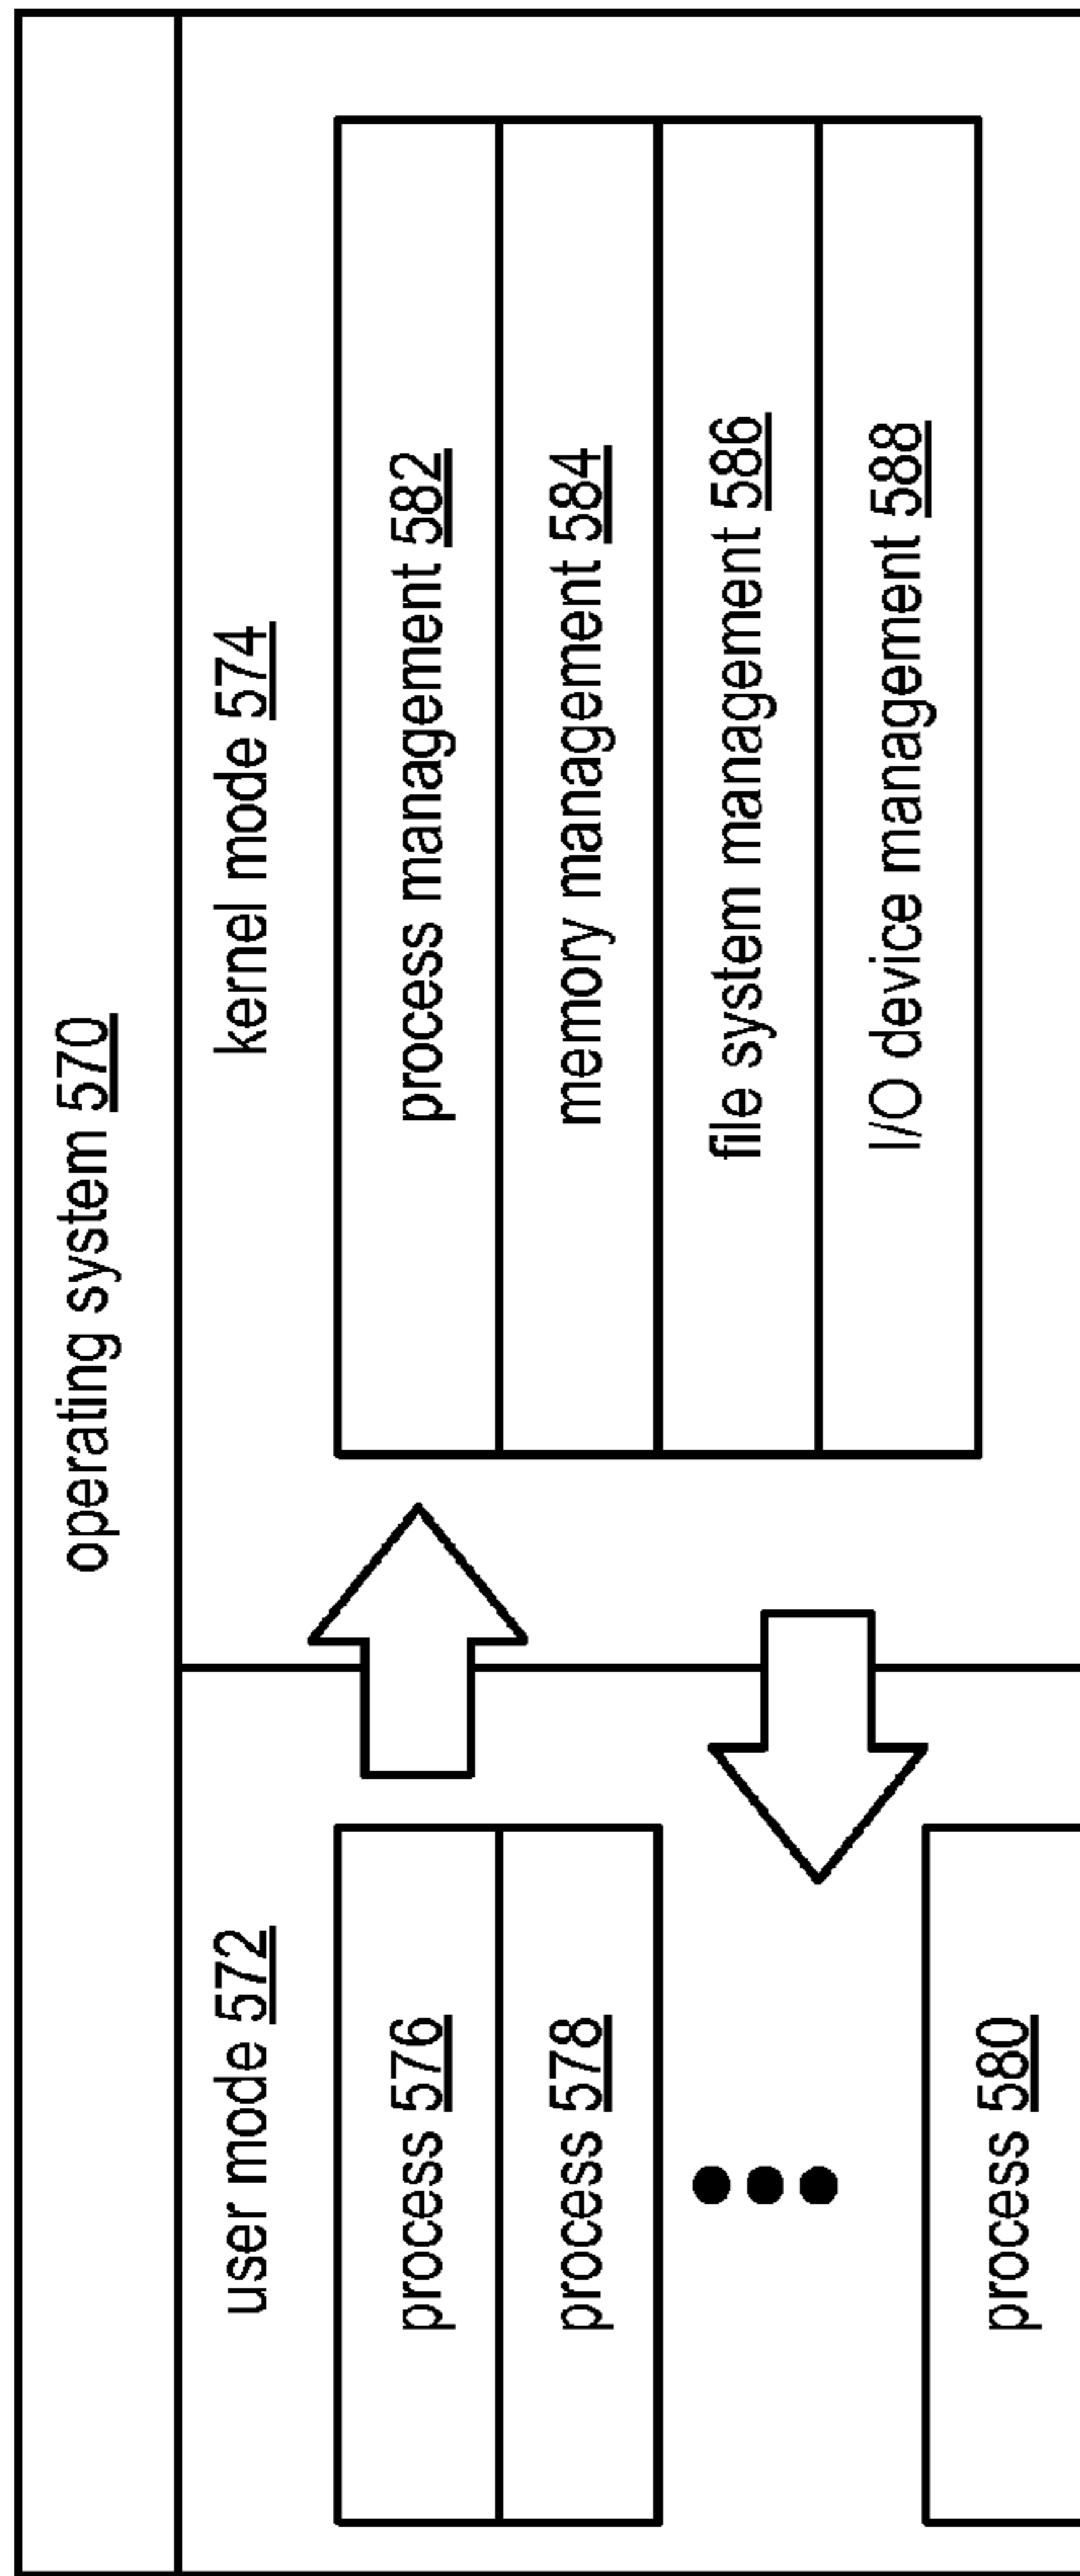 operating system 570
user mode 572
process 576
process 578
process 580
kernel mode 574
process management 582
memory management 584
file system management 586
I/O device management 588